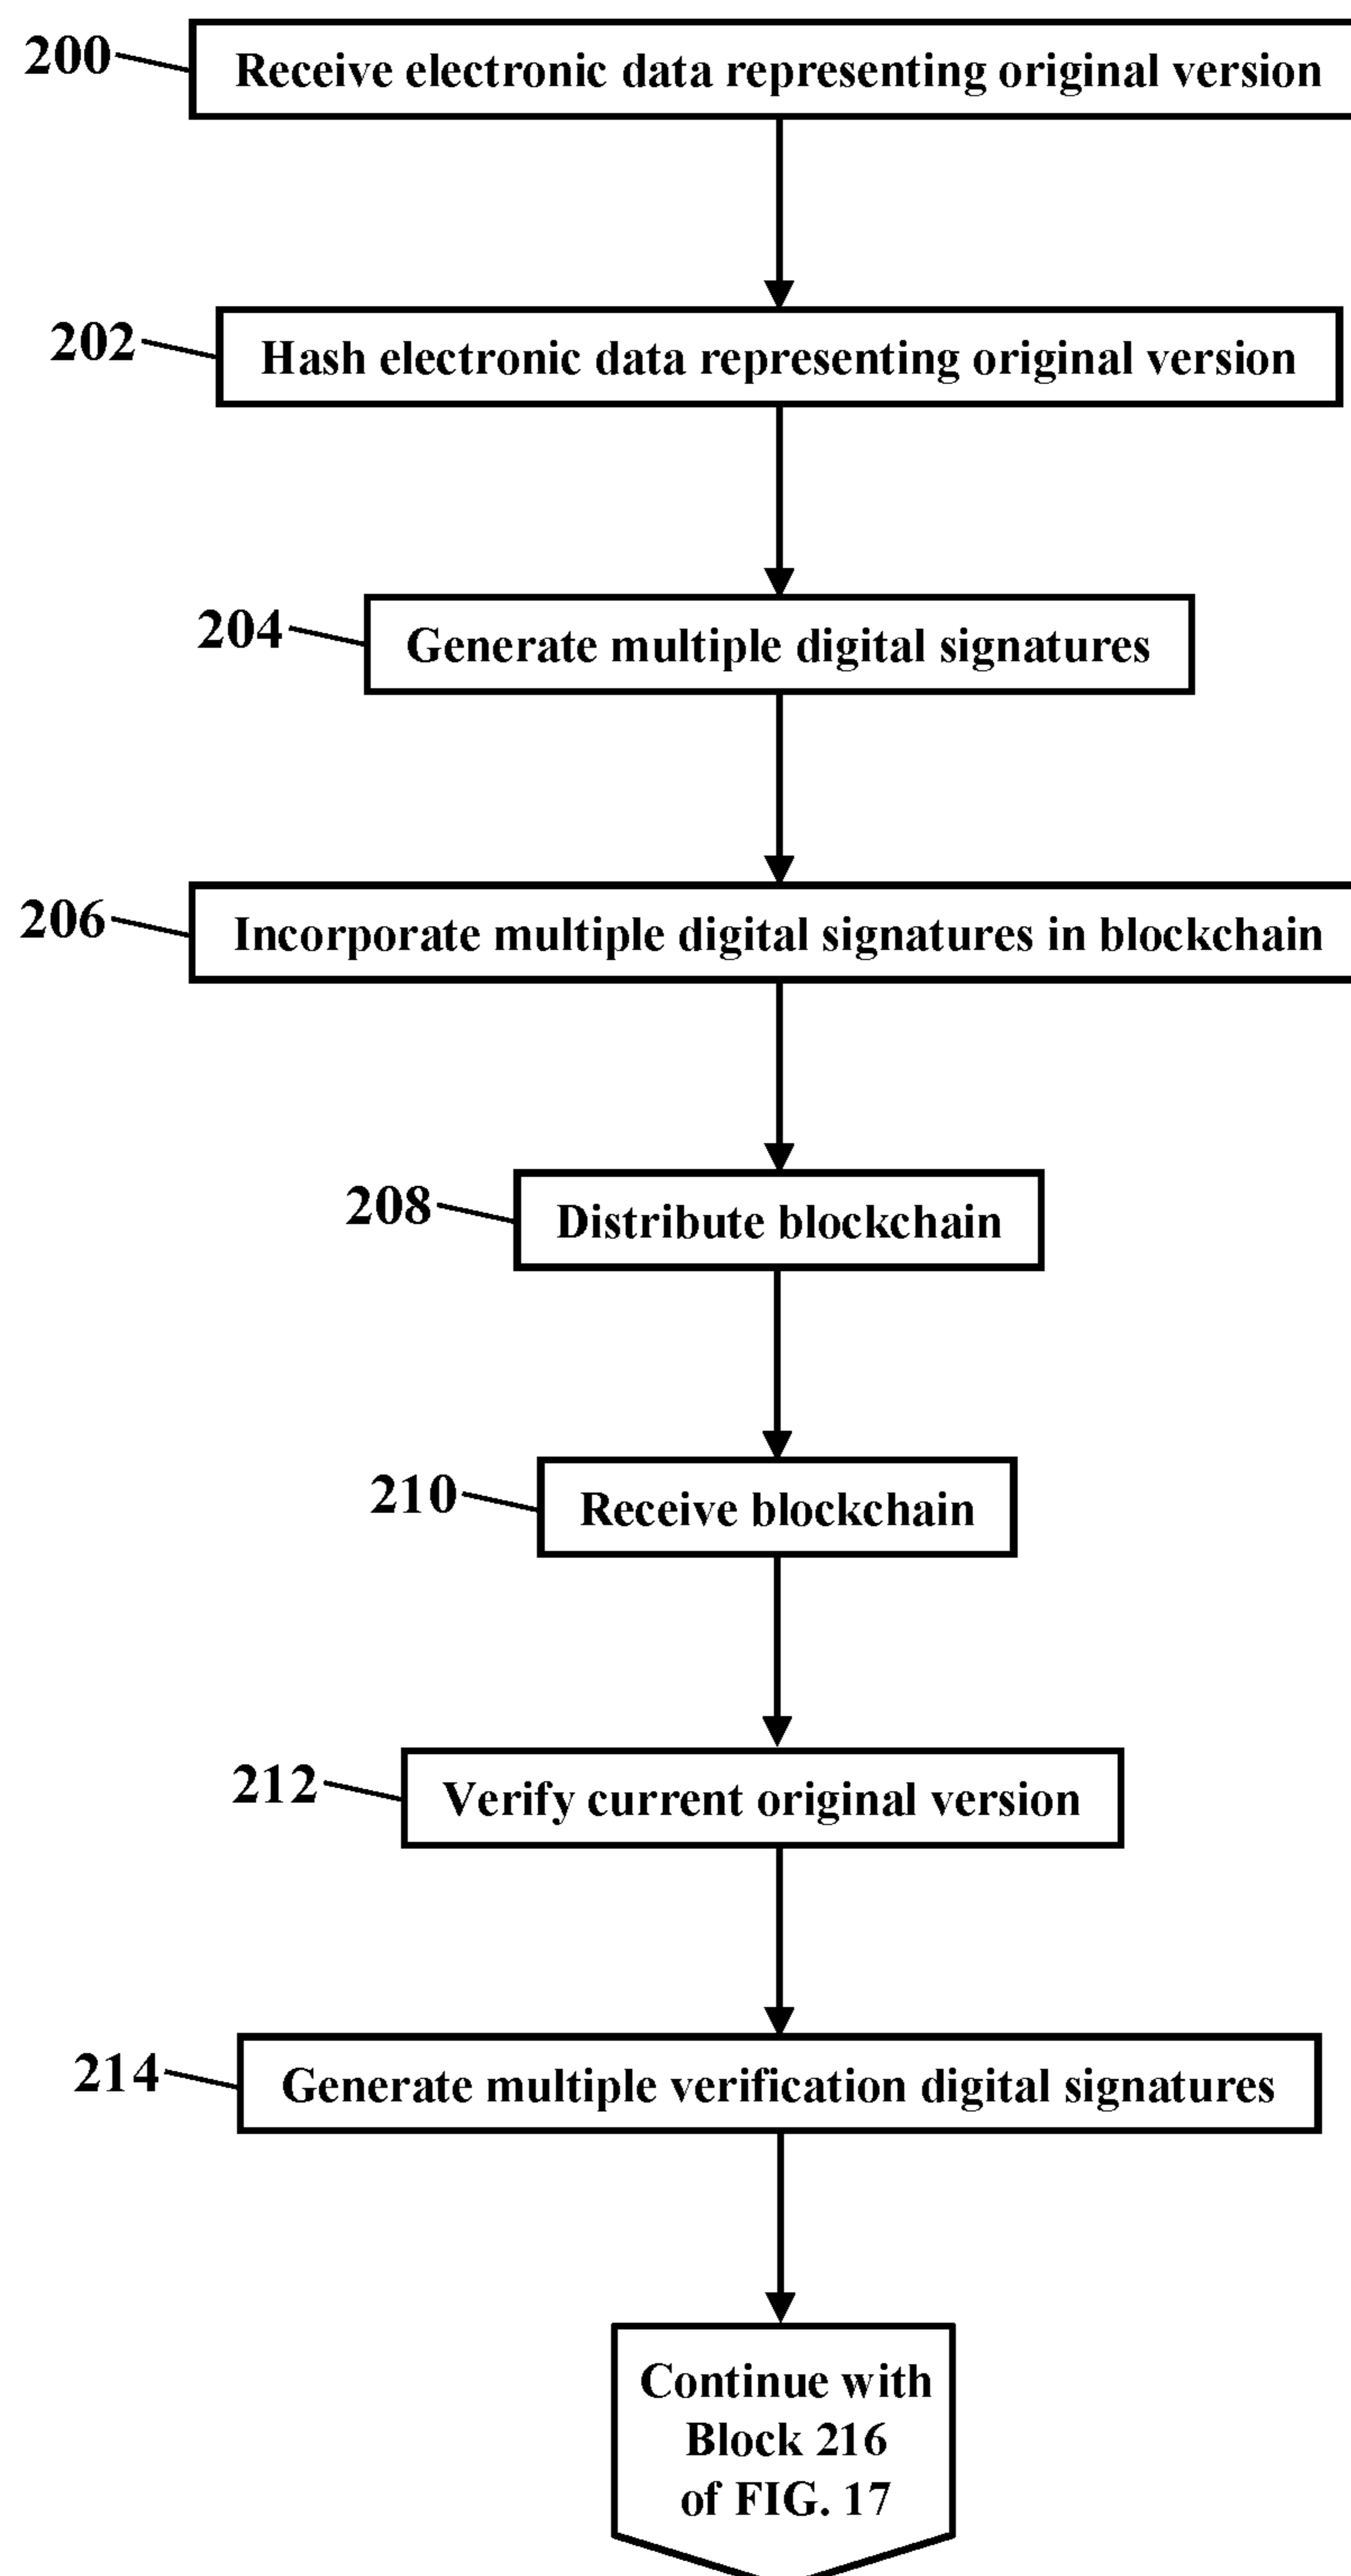 200
Receive electronic data representing original version
202
Hash electronic data representing original version
204
Generate multiple digital signatures
206
Incorporate multiple digital signatures in blockchain
208
Distribute blockchain
210
Receive blockchain
212
Verify current original version
214
Generate multiple verification digital signatures
Continue with
Block 216
of FIG. 17